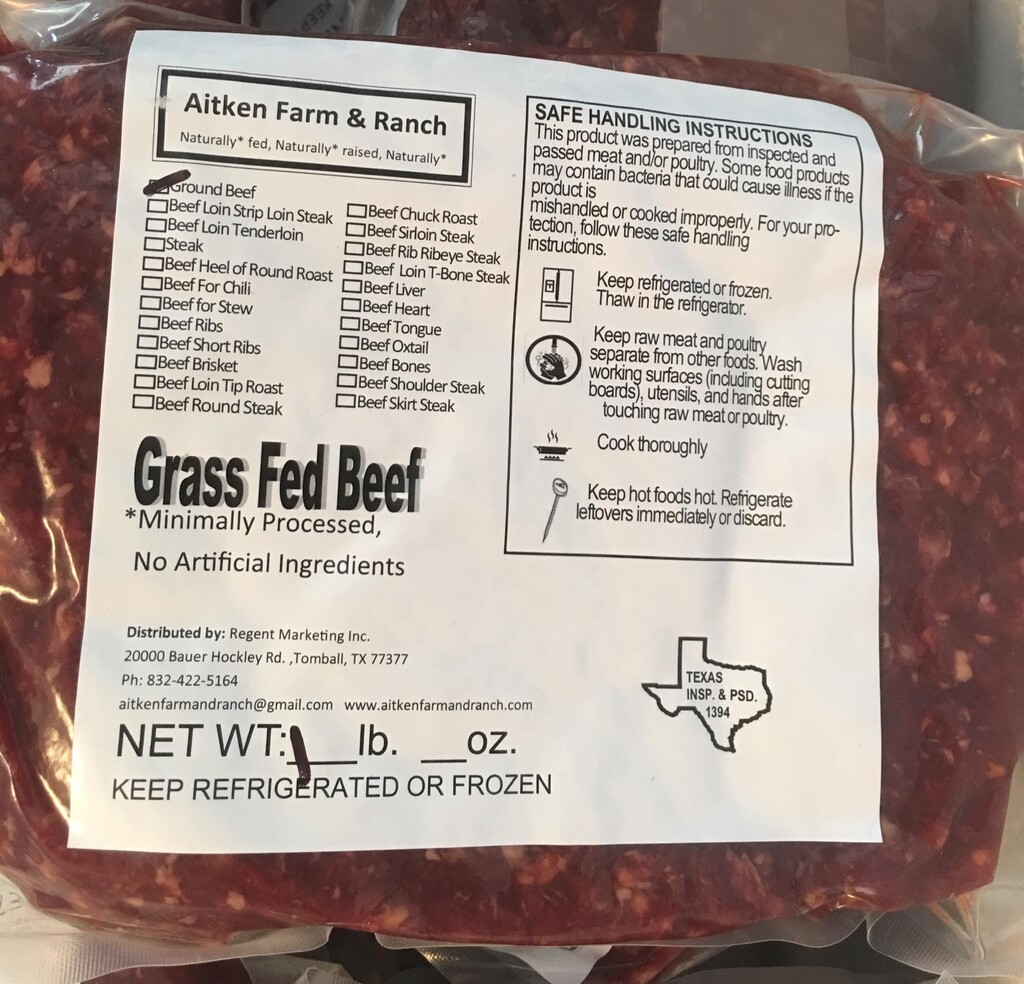 Aitken Farm & Ranch
Naturally* fed, Naturally* raised, Naturally*
Ground Beef
Beef Loin Strip Loin Steak
Beef Loin Tenderloin
Steak
Beef Heel of Round Roast
Beef For Chili
Beef for Stew
Beef Ribs
Beef Short Ribs
Beef Brisket
Beef Loin Tip Roast
Beef Round Steak
Beef Chuck Roast
Beef Sirloin Steak
Beef Rib Ribeye Steak
Beef Loin T-Bone Steak
Beef Liver
Beef Heart
Beef Tongue
Beef Oxtail
Beef Bones
Beef Shoulder Steak
Beef Skirt Steak
Grass Fed Beef
*Minimally Processed,
No Artificial Ingredients
Distributed by: Regent Marketing Inc.
20000 Bauer Hockley Rd. ,Tomball, TX 77377
Ph: 832-422-5164
aitkenfarmandranch@gmail.com www.aitkenfarmandranch.com
NET WT: 1 lb. __oz.
KEEP REFRIGERATED OR FROZEN
SAFE HANDLING INSTRUCTIONS
This product was prepared from inspected and
passed meat and/or poultry. Some food products
may contain bacteria that could cause illness if the
product is
mishandled or cooked improperly. For your pro-
tection, follow these safe handling
instructions.
Keep refrigerated or frozen.
Thaw in the refrigerator.
Keep raw meat and poultry
separate from other foods. Wash
working surfaces (including cutting
boards), utensils, and hands after
touching raw meat or poultry.
Cook thoroughly
Keep hot foods hot. Refrigerate
leftovers immediately or discard.
TEXAS
INSP. & PSD.
1394